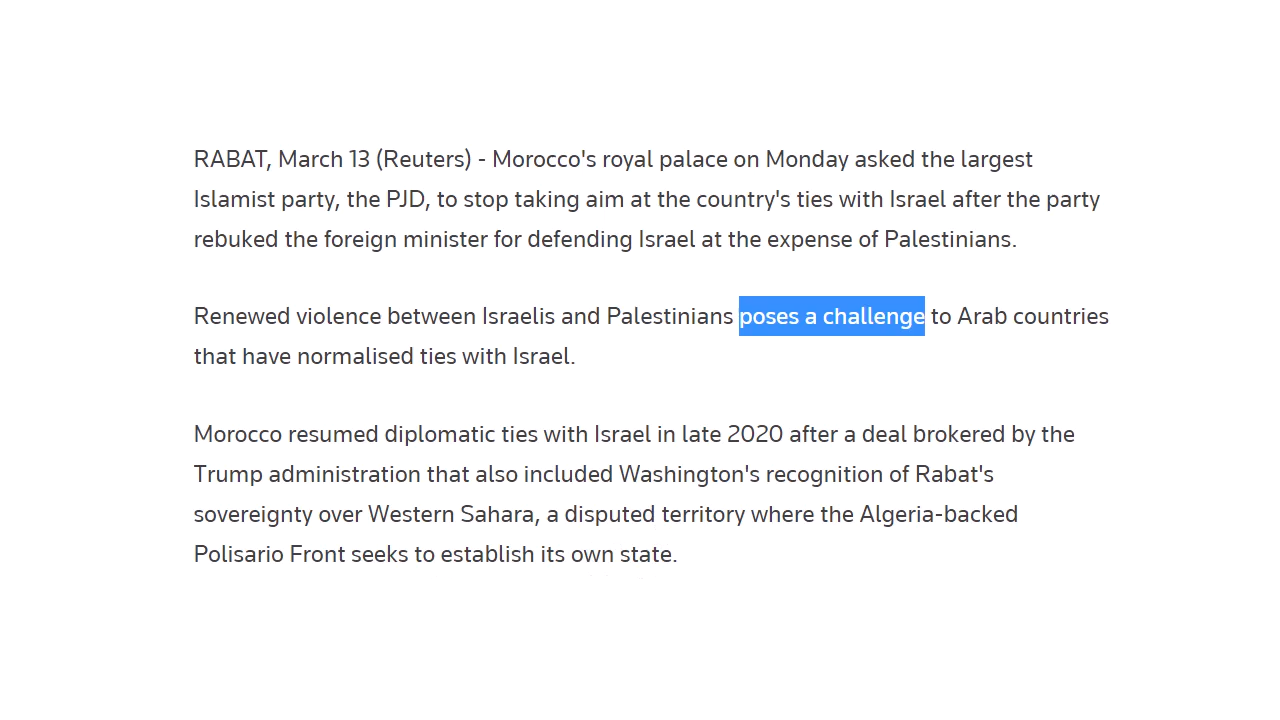 RABAT, March 13 (Reuters) - Morocco's royal palace on Monday asked the largest
Islamist party, the PJD, to stop taking aim at the country's ties with Israel after the party
rebuked the foreign minister for defending Israel at the expense of Palestinians.
Renewed violence between Israelis and Palestinians poses a challenge to Arab countries
that have normalised ties with Israel.
Morocco resumed diplomatic ties with Israel in late 2020 after a deal brokered by the
Trump administration that also included Washington's recognition of Rabat's
sovereignty over Western Sahara, a disputed territory where the Algeria-backed
Polisario Front seeks to establish its own state.